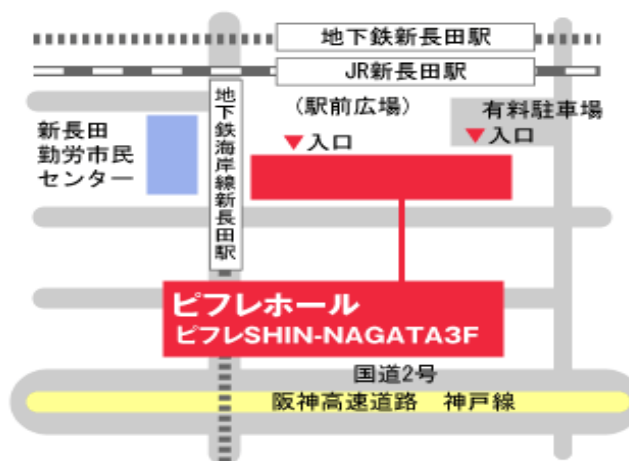 地下鉄新長田駅
JR新長田駅
(駅前広場)
有料駐車場
▼入口
▼入口
新長田
勤労市民
センター
地下鉄海岸線新長田駅
ピフレホール
ピフレSHIN-NAGATA3F
国道2号
阪神高速道路 神戸線